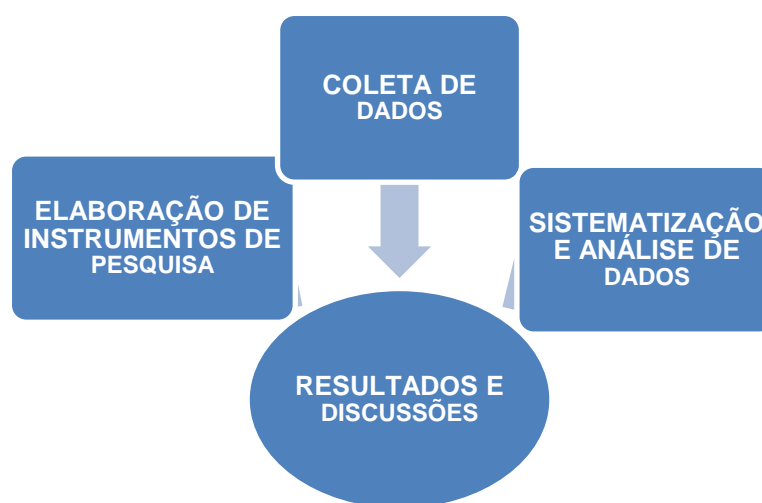 COLETA DE
DADOS
ELABORAÇÃO DE
INSTRUMENTOS DE
PESQUISA
SISTEMATIZAÇÃO
E ANÁLISE DE
DADOS
RESULTADOS E
DISCUSSÕES